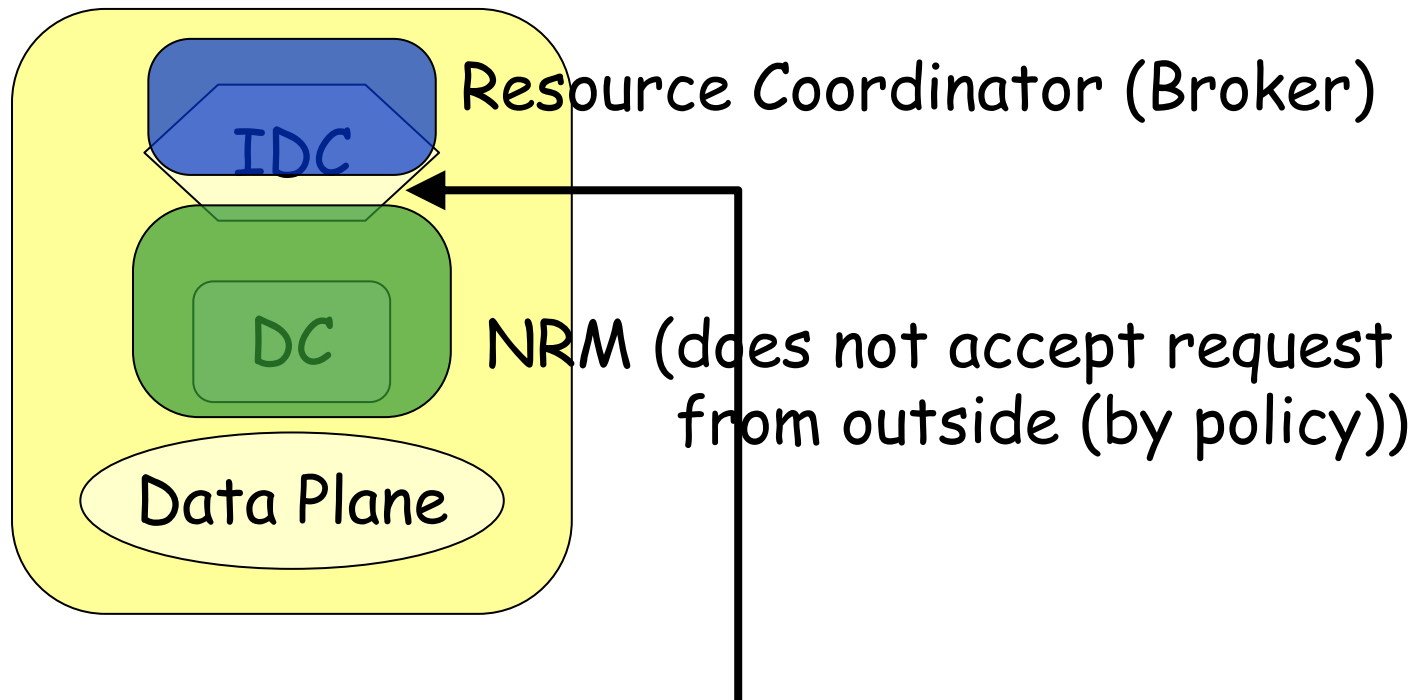 Resource Coordinator (Broker)
IDC
NRM (does not accept request
from outside (by policy))
DC
Data Plane